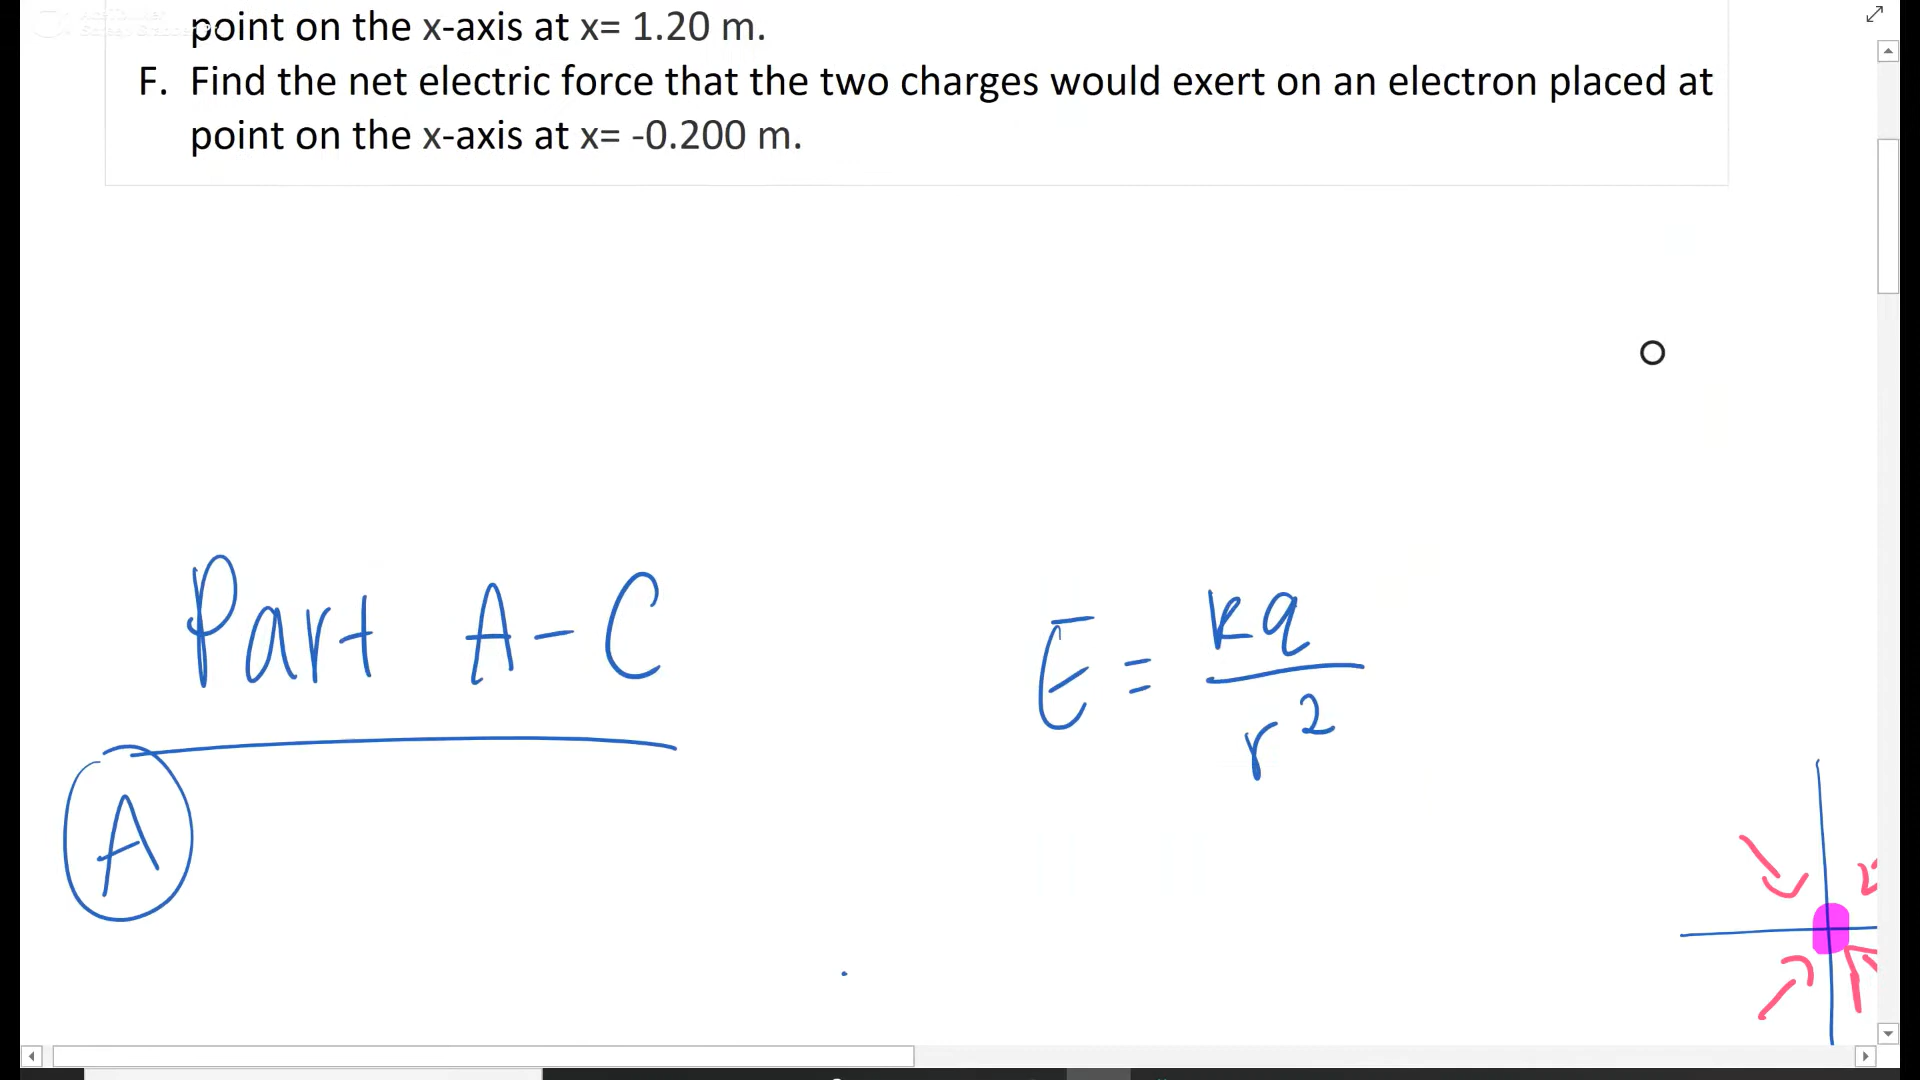 point on the x-axis at x= 1.20 m.
F. Find the net electric force that the two charges would exert on an electron placed at
point on the x-axis at x= -0.200 m.
Part A-C
E = kq
r²
A